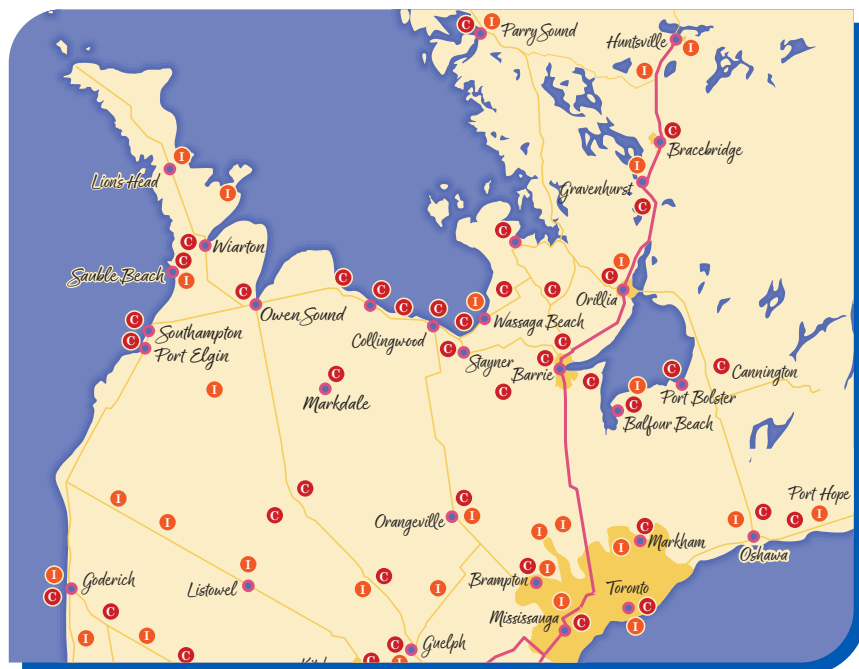 C I
Parry Sound
Huntsville
I
I
C
Bracebridge
I
Lion's Head
I
I
Gravenhurst
C
C
C
Wiarton
C
Sauble Beach
I
I
C
Orillia
C
Owen Sound
C
C
C
C
C
I
C
Wassaga Beach
C
C
Southampton
C
Port Elgin
Collingwood
C
Stayner
C
C
Barrie
C
C
C
Markdale
I
C
Port Bolster
C
Cannington
I
C
Balfour Beach
C
C
I
I
C
Orangeville
I
I
I
C
Markham
I
I
C
Oshawa
C
Port Hope
I
I
C
Goderich
Listowel
I
C
I
C
I
C
I
Brampton
Toronto
C
I
I
Mississauga
C
I
I
C
C
Guelph
C
I